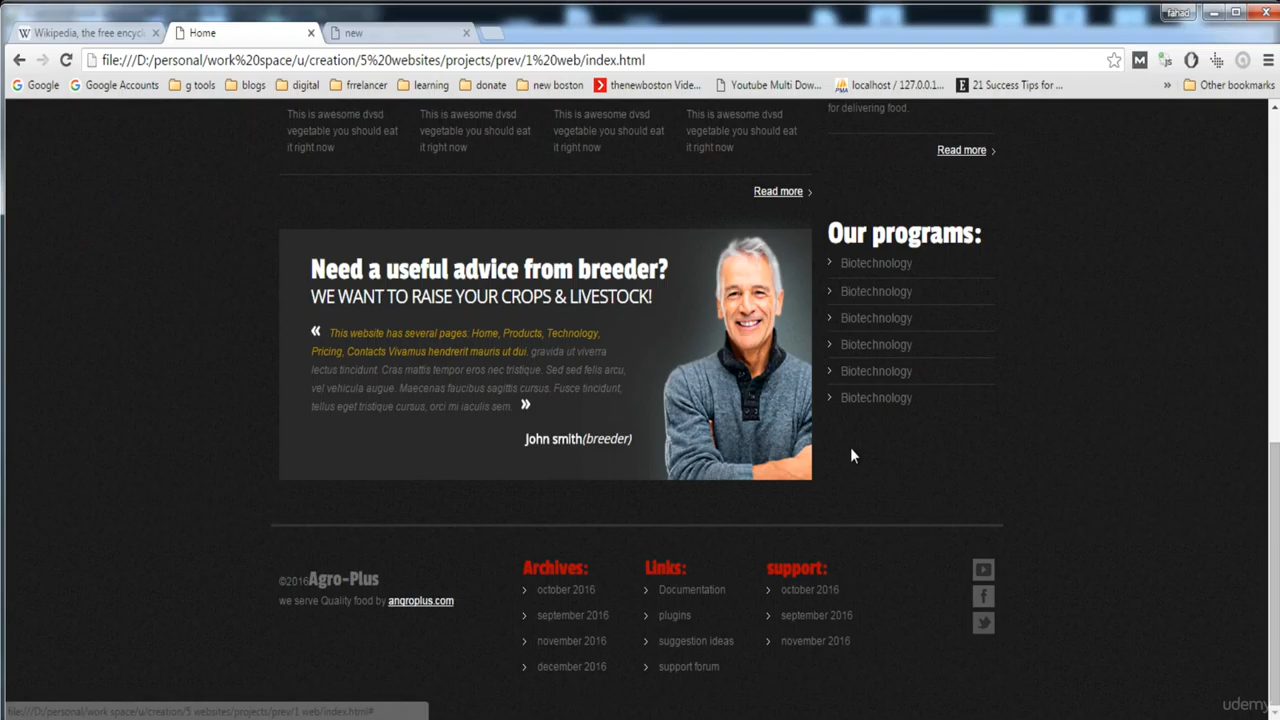 fahad
Wikipedia, the free encycl
Home
new
file:///D:/personal/work%20space/u/creation/5%20websites/projects/prev/1%20web/index.html
Google
Google Accounts
g tools
blogs
digital
frrelancer
learning
donate
new boston
thenewboston Vide...
Youtube Multi Dow...
localhost / 127.0.0.1...
21 Success Tips for ...
»
Other bookmarks
This is awesome dvsd
vegetable you should eat
it right now
This is awesome dvsd
vegetable you should eat
it right now
This is awesome dvsd
vegetable you should eat
it right now
This is awesome dvsd
vegetable you should eat
it right now
Read more
for delivering food.
Read more
Need a useful advice from breeder?
WE WANT TO RAISE YOUR CROPS & LIVESTOCK!
« This website has several pages: Home, Products, Technology,
Pricing, Contacts Vivamus hendrerit mauris ut dui. gravida ut viverra
lectus tincidunt. Cras mattis tempor eros nec tristique. Sed sed felis arcu,
vel vehicula augue. Maecenas faucibus sagittis cursus. Fusce tincidunt,
tellus eget tristique cursus, orci mi iaculis sem. »
John smith(breeder)
Our programs:
Biotechnology
Biotechnology
Biotechnology
Biotechnology
Biotechnology
Biotechnology
©2016Agro-Plus
we serve Quality food by angroplus.com
Archives:
october 2016
september 2016
november 2016
december 2016
Links:
Documentation
plugins
suggestion ideas
support forum
support:
october 2016
september 2016
november 2016
file:///D:/personal/work space/u/creation/5 websites/projects/prev/1 web/index.html#
udemy